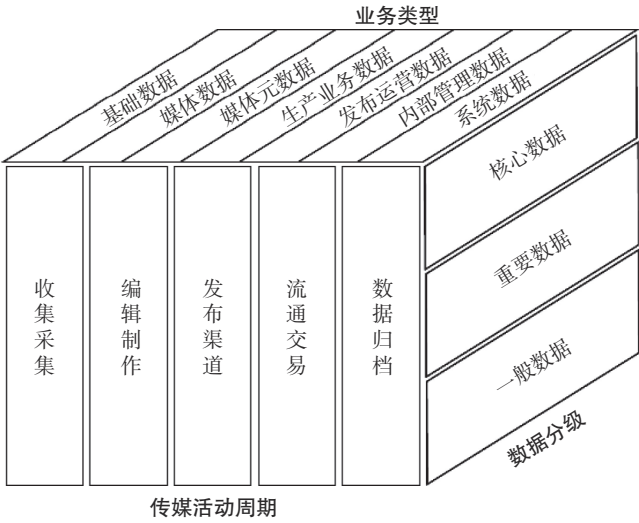 业务类型
基础数据
媒体数据
媒体元数据
生产业务数据
发布运营数据
内部管理数据
系统数据
核心数据
重要数据
一般数据
数据分级
收集采集
编辑制作
发布渠道
流通交易
数据归档
传媒活动周期